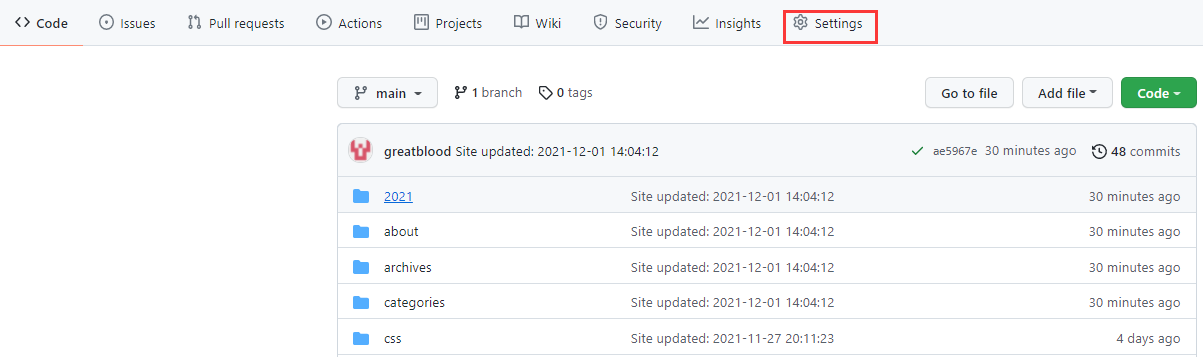 Code Issues Pull requests Actions Projects Wiki Security Insights Settings
main 1 branch 0 tags Go to file Add file Code
greatblood Site updated: 2021-12-01 14:04:12 ae5967e 30 minutes ago 48 commits
2021 Site updated: 2021-12-01 14:04:12 30 minutes ago
about Site updated: 2021-12-01 14:04:12 30 minutes ago
archives Site updated: 2021-12-01 14:04:12 30 minutes ago
categories Site updated: 2021-12-01 14:04:12 30 minutes ago
css Site updated: 2021-11-27 20:11:23 4 days ago